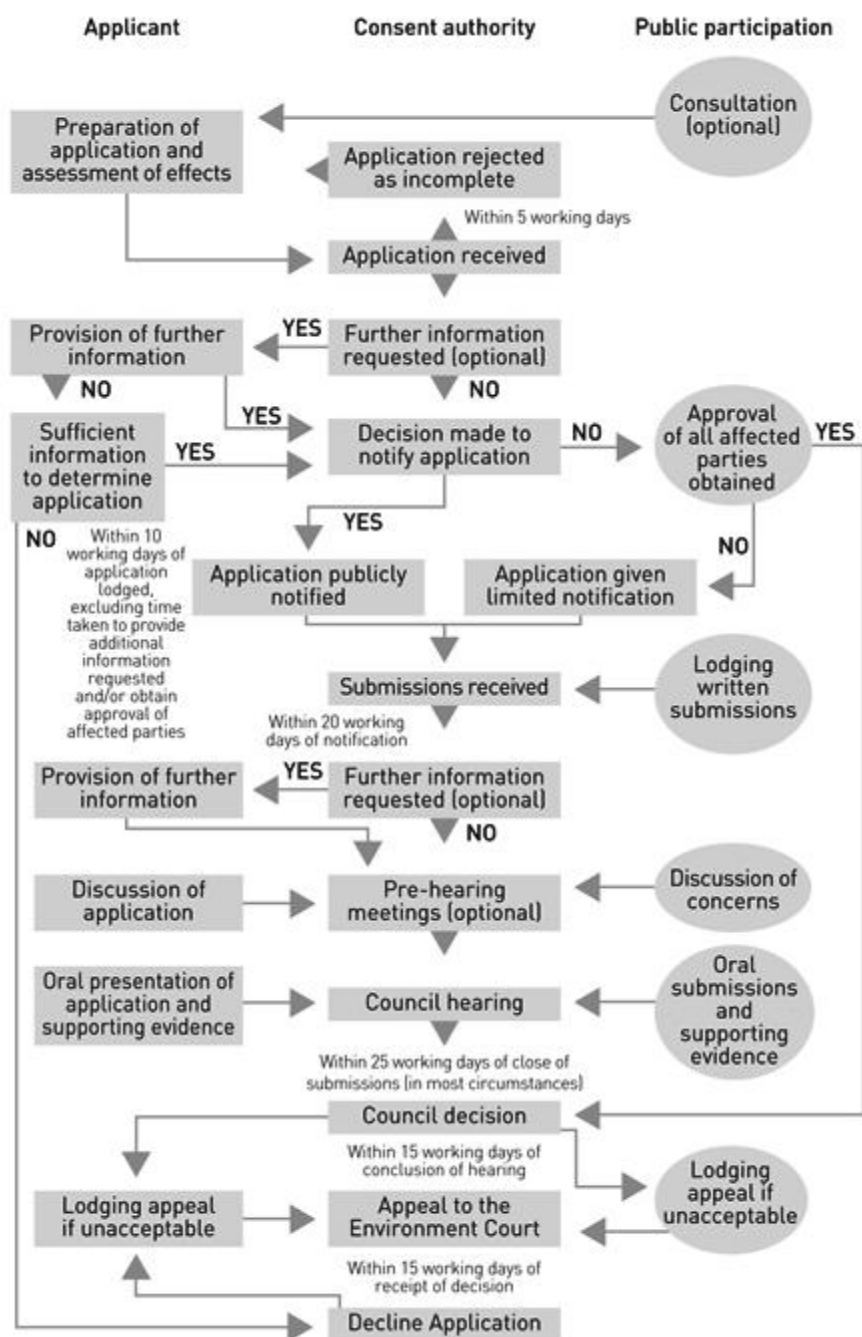 Applicant
Consent authority
Public participation
Consultation
(optional)
Preparation of
application and
assessment of effects
Application rejected
as incomplete
Within 5 working days
Application received
Provision of further
information
YES
Further information
requested (optional)
NO
NO
YES
Sufficient
information
to determine
application
YES
Decision made to
notify application
NO
Approval
of all affected
parties
obtained
YES
YES
NO
NO
Within 10
working days of
application
lodged,
excluding time
taken to provide
additional
information
requested
and/or obtain
approval of
affected parties
Application publicly
notified
Application given
limited notification
Submissions received
Lodging
written
submissions
Within 20 working
days of notification
Provision of further
information
YES
Further information
requested (optional)
NO
Discussion of
application
Pre-hearing
meetings (optional)
Discussion of
concerns
Oral presentation of
application and
supporting evidence
Council hearing
Oral
submissions
and
supporting
evidence
Within 25 working days of close of
submissions (in most circumstances)
Council decision
Within 15 working days of
conclusion of hearing
Lodging appeal
if unacceptable
Appeal to the
Environment Court
Lodging
appeal if
unacceptable
Within 15 working days of
receipt of decision
Decline Application